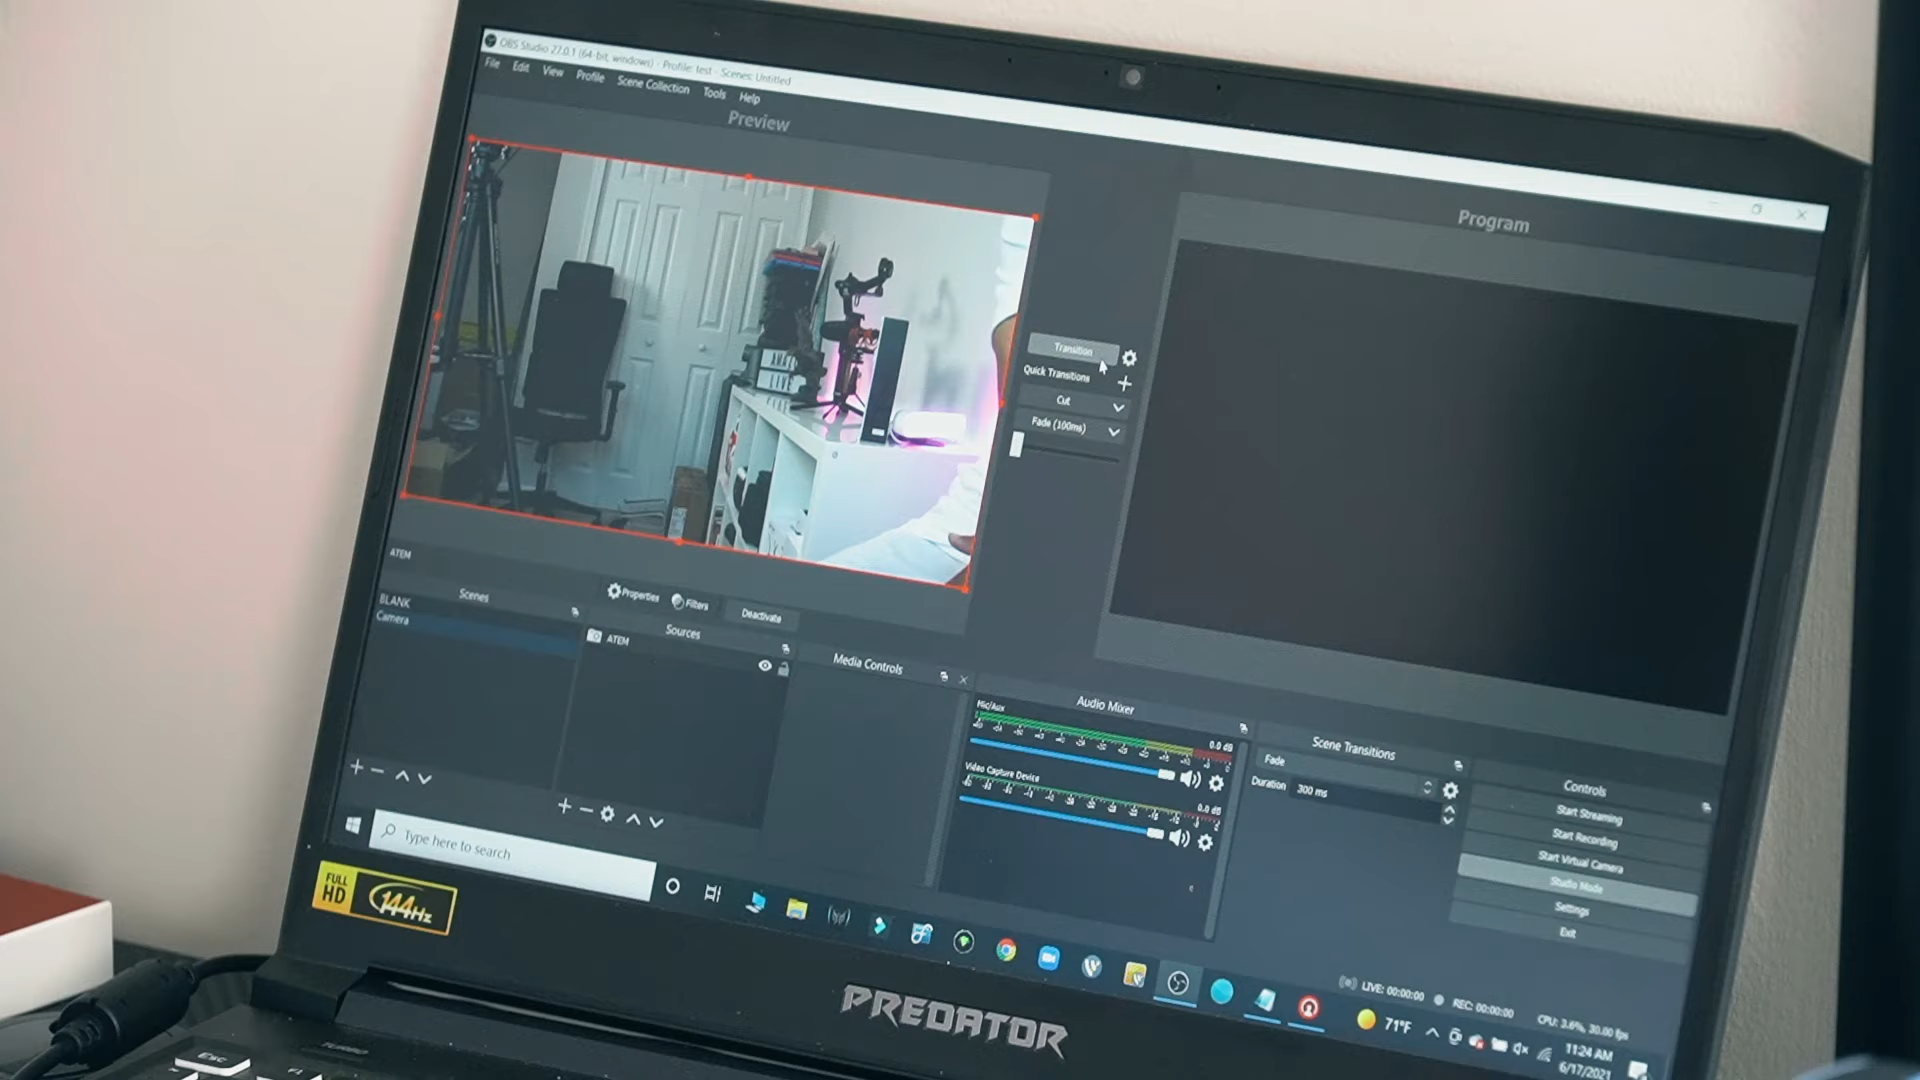 OBS Studio 27.0.1 (64-bit, windows) - Profile: test - Scenes: Untitled
File Edit View Profile Scene Collection Tools Help
Preview
Program
Transition
Quick Transitions
Cut
Fade (100ms)
LIVE
ATEM
Properties Filters Deactivate
Scenes
BLANK
Camera
Sources
ATEM
Media Controls
Audio Mixer
Mic/Aux
0.0 dB
Video Capture Device
0.0 dB
Scene Transitions
Fade
Duration 300 ms
Controls
Start Streaming
Start Recording
Start Virtual Camera
Studio Mode
Settings
Exit
LIVE: 00:00:00 REC: 00:00:00 CPU: 3.6%, 30.00 fps
Type here to search
71°F
11:24 AM
6/17/2021
FULL HD
144Hz
PREDATOR
Esc
F1